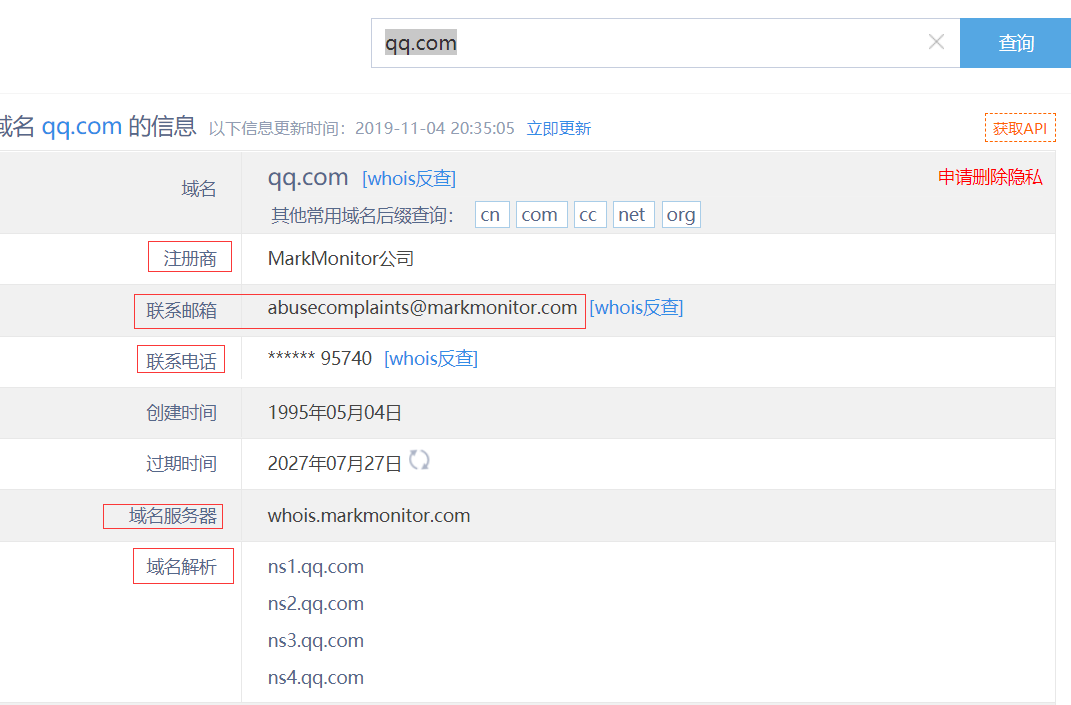 qq.com 查询
域名 qq.com 的信息 以下信息更新时间：2019-11-04 20:35:05 立即更新 获取API
域名 qq.com [whois反查] 申请删除隐私
其他常用域名后缀查询： cn com cc net org
注册商 MarkMonitor公司
联系邮箱 abusecomplaints@markmonitor.com [whois反查]
联系电话 ****** 95740 [whois反查]
创建时间 1995年05月04日
过期时间 2027年07月27日
域名服务器 whois.markmonitor.com
域名解析 ns1.qq.com
ns2.qq.com
ns3.qq.com
ns4.qq.com